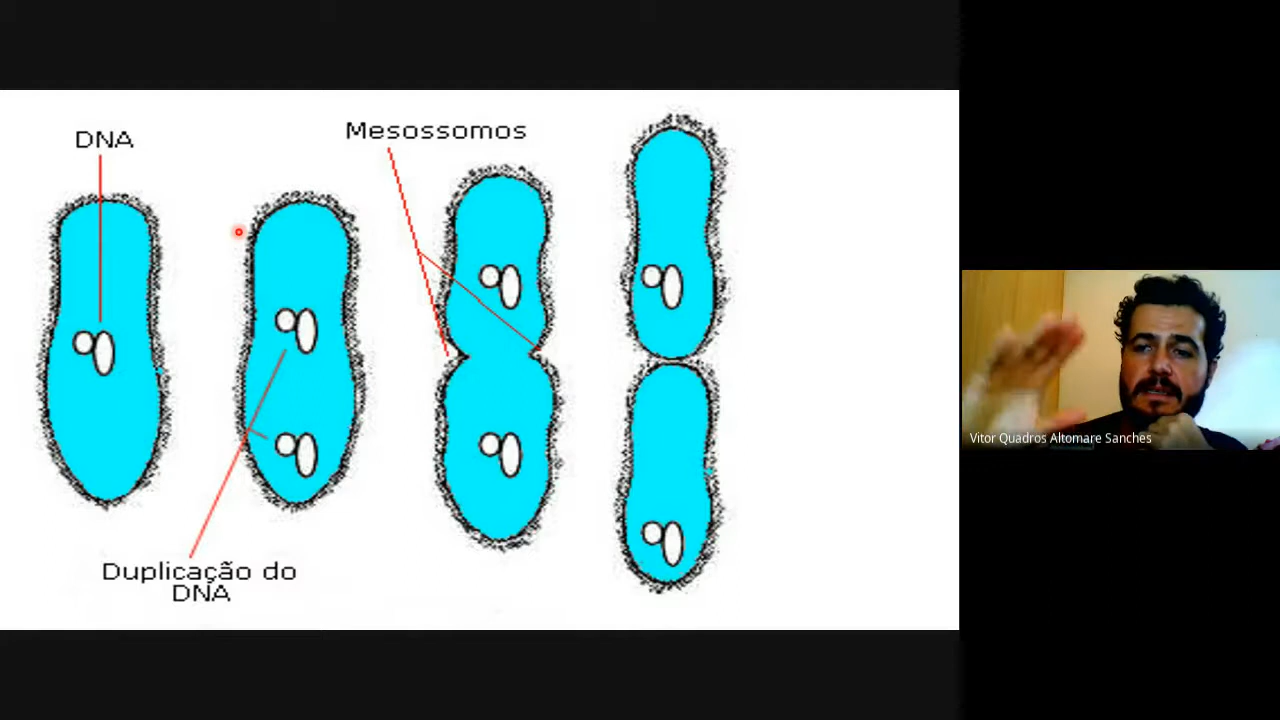 DNA
Mesossomos
Duplicação do
DNA
Vitor Quadros Altomare Sanches